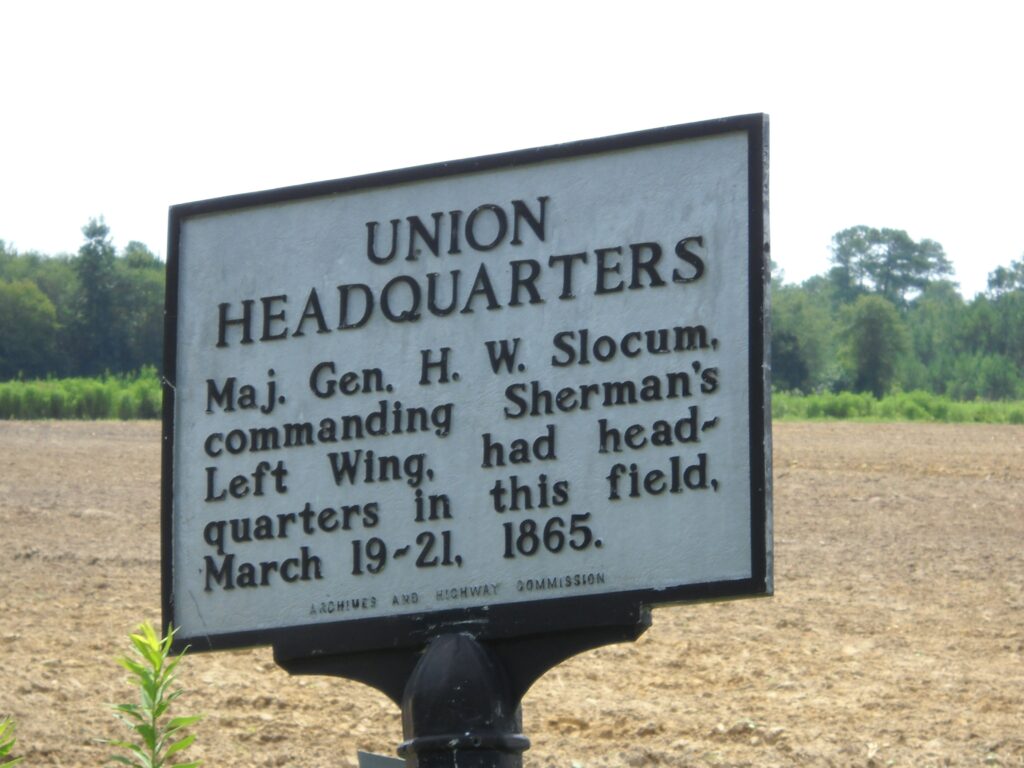 UNION
HEADQUARTERS
Maj. Gen. H. W. Slocum,
commanding Sherman's
Left Wing, had head-
quarters in this field,
March 19-21, 1865.
ARCHIVES AND HIGHWAY COMMISSION